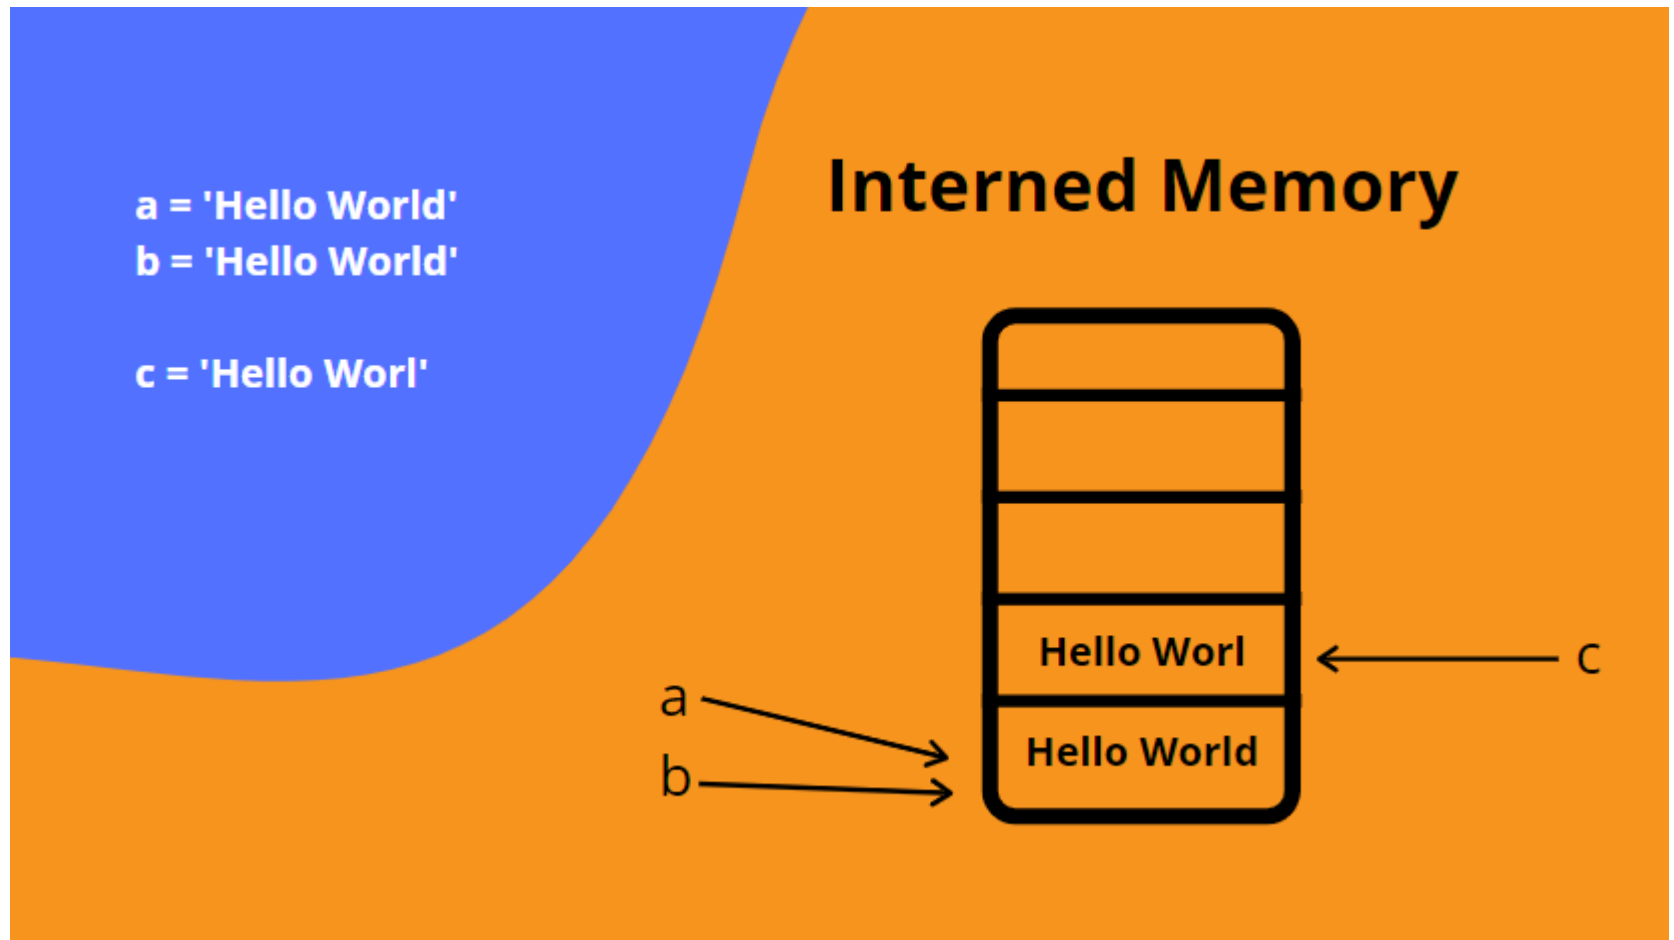 a = 'Hello World'
b = 'Hello World'
c = 'Hello Worl'
Interned Memory
Hello Worl
c
a
Hello World
b